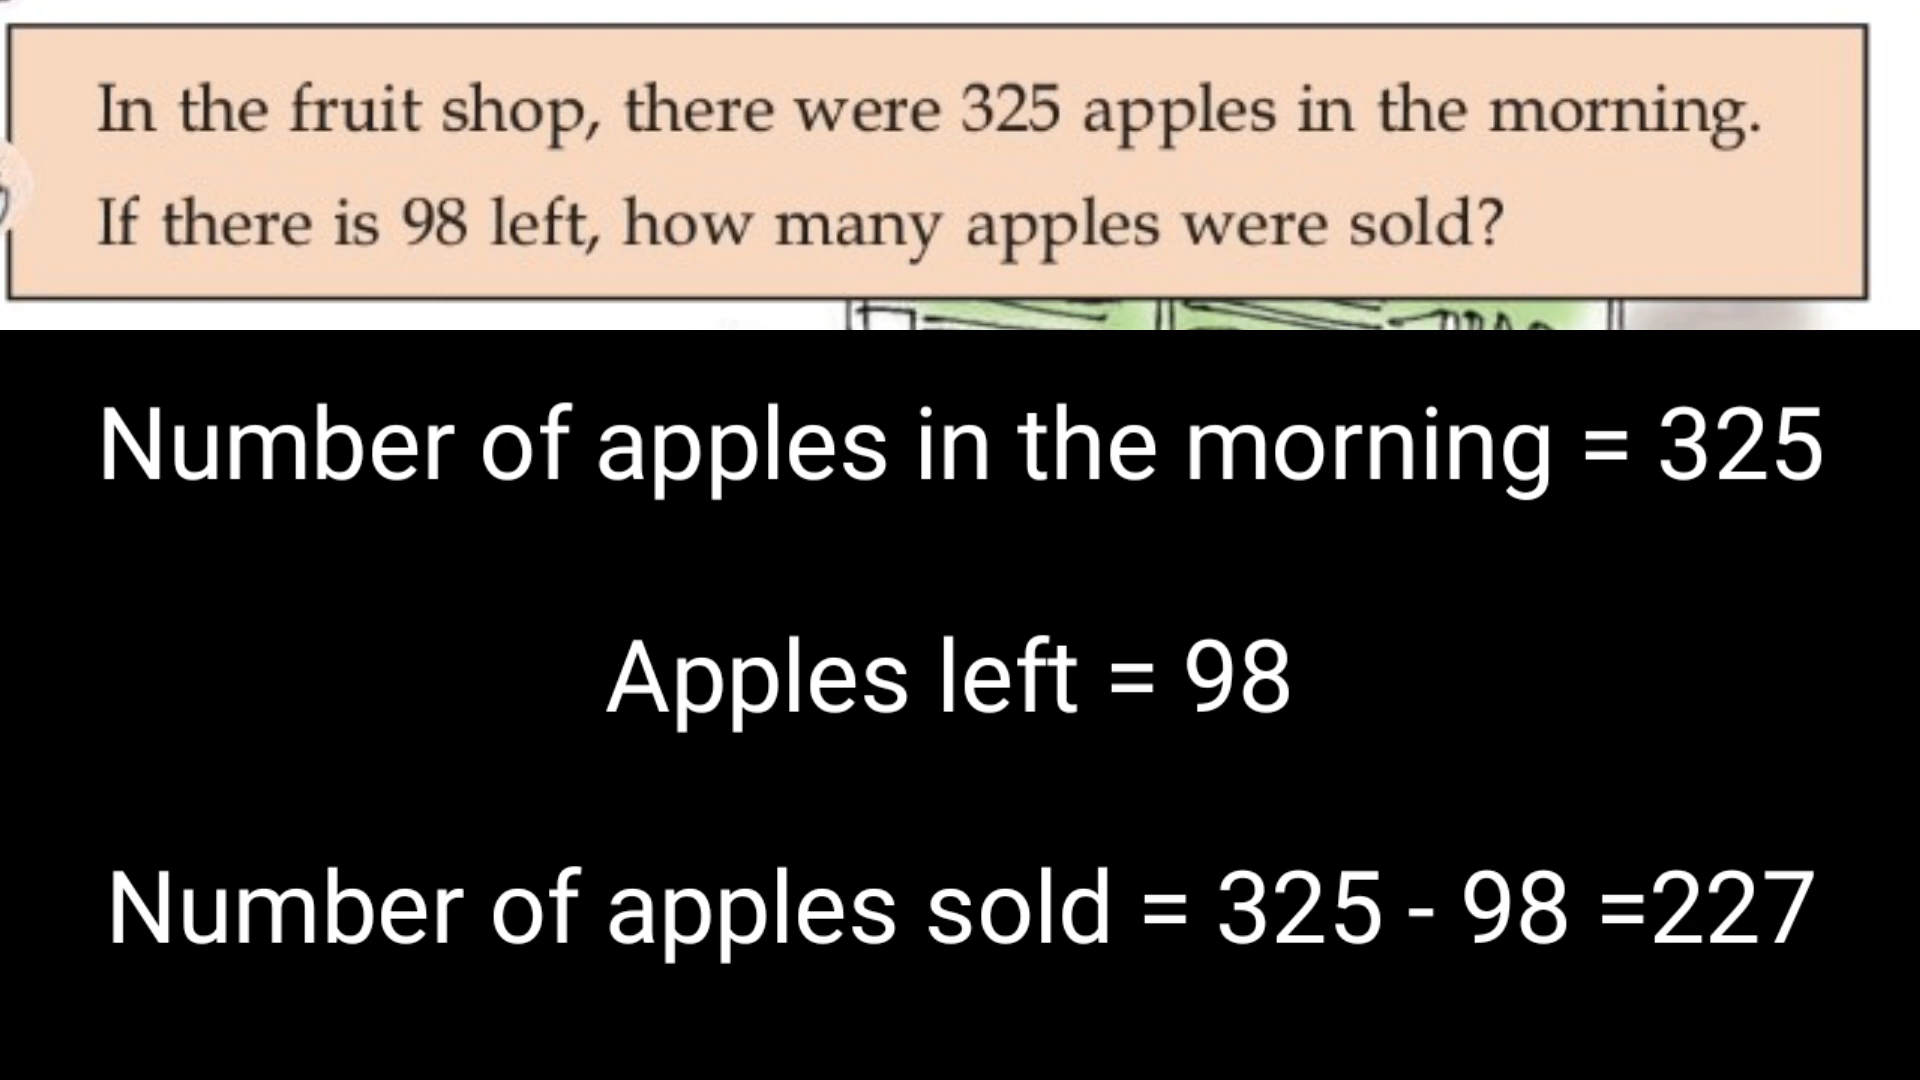 In the fruit shop, there were 325 apples in the morning.
If there is 98 left, how many apples were sold?
Number of apples in the morning = 325
Apples left = 98
Number of apples sold = 325 - 98 =227